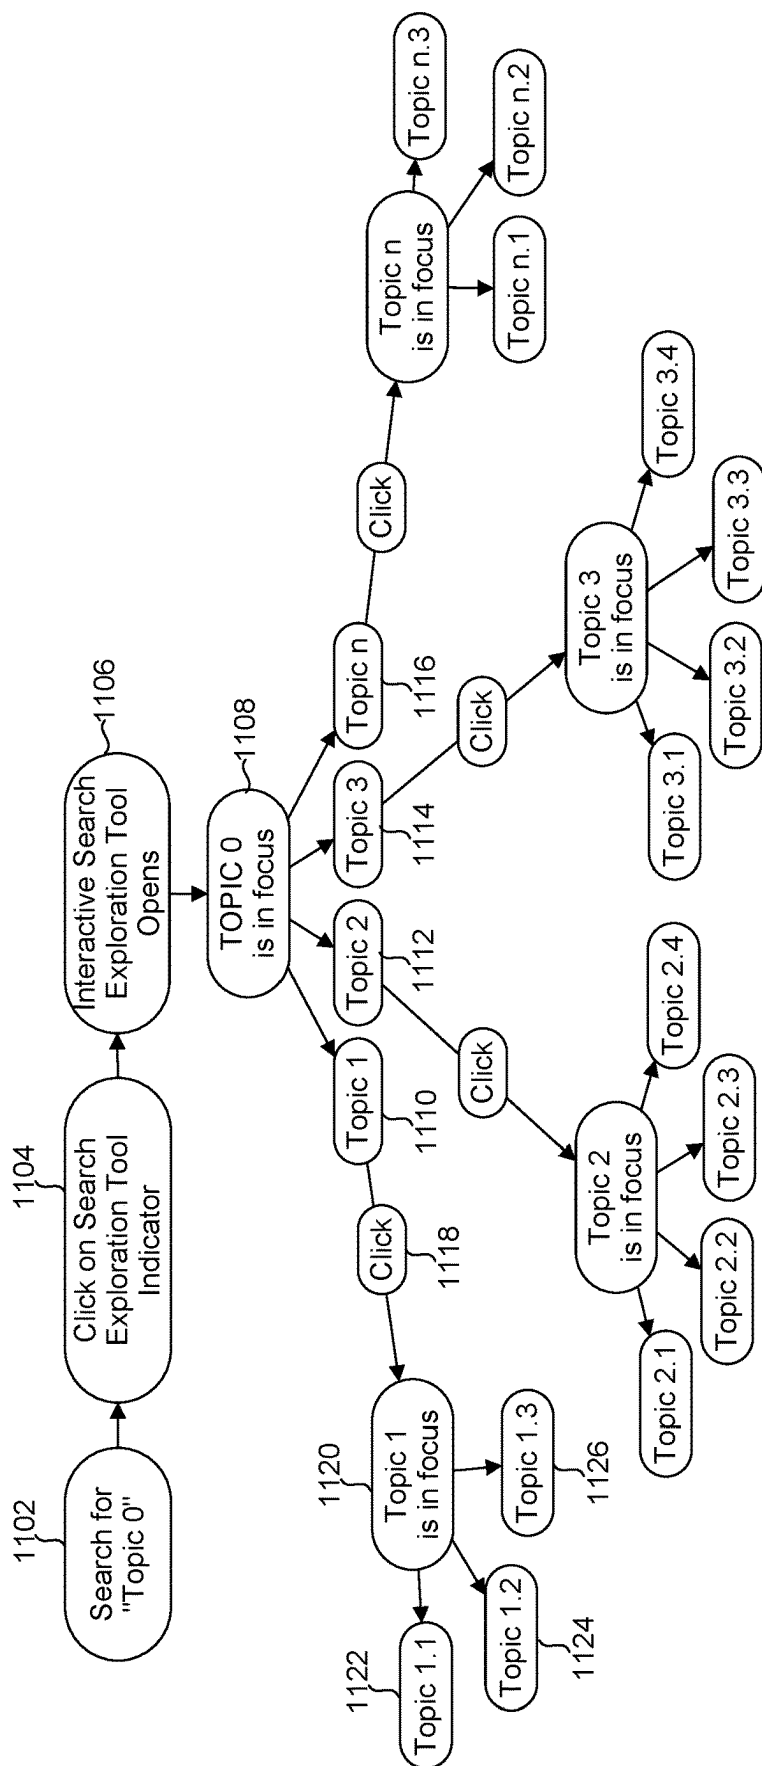 1102
Search for
"Topic 0"
1104
Click on Search
Exploration Tool
Indicator
1106
Interactive Search
Exploration Tool
Opens
1108
TOPIC 0
is in focus
Topic 1
1110
Topic 2
1112
Topic 3
1114
Topic n
1116
Click
1118
1120
Topic 1
is in focus
1122
Topic 1.1
Topic 1.2
1124
Topic 1.3
1126
Click
Topic 2
is in focus
Topic 2.1
Topic 2.2
Topic 2.3
Topic 2.4
Click
Topic 3
is in focus
Topic 3.1
Topic 3.2
Topic 3.3
Topic 3.4
Click
Topic n
is in focus
Topic n.1
Topic n.2
Topic n.3